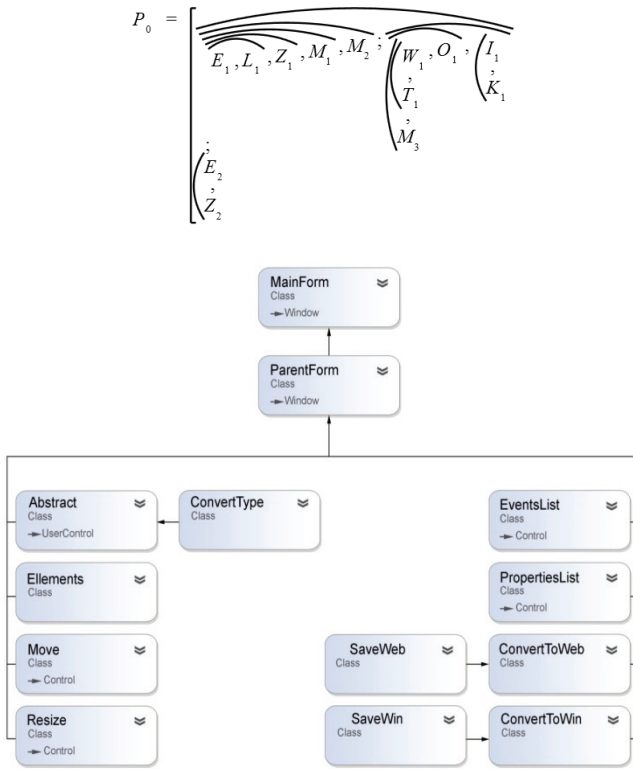 P0 =
E1 , L1 , Z1 , M1 , M2 ; W1 , O1 , I1
, ,
T1 K1
,
M3
;
E2
,
Z2
MainForm
Class
Window
ParentForm
Class
Window
Abstract
Class
UserControl
ConvertType
Class
EventsList
Class
Control
Ellements
Class
PropertiesList
Class
Control
Move
Class
Control
SaveWeb
Class
ConvertToWeb
Class
Resize
Class
Control
SaveWin
Class
ConvertToWin
Class